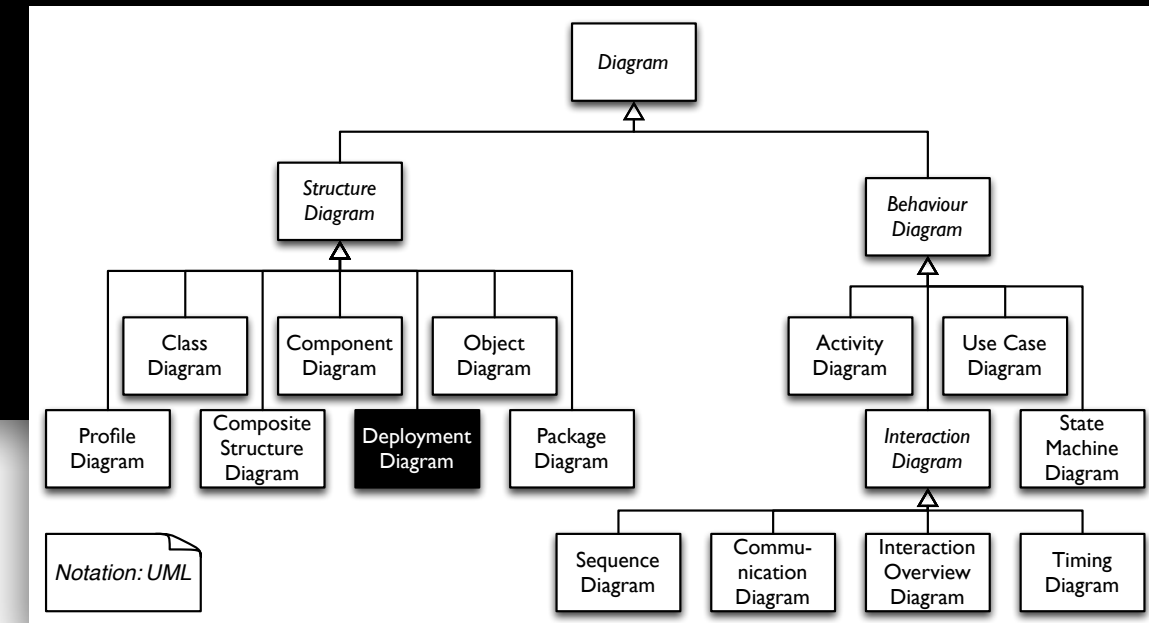 Diagram
Structure
Diagram
Behaviour
Diagram
Class
Diagram
Component
Diagram
Object
Diagram
Activity
Diagram
Use Case
Diagram
Profile
Diagram
Composite
Structure
Diagram
Deployment
Diagram
Package
Diagram
Interaction
Diagram
State
Machine
Diagram
Notation: UML
Sequence
Diagram
Commu-
nication
Diagram
Interaction
Overview
Diagram
Timing
Diagram